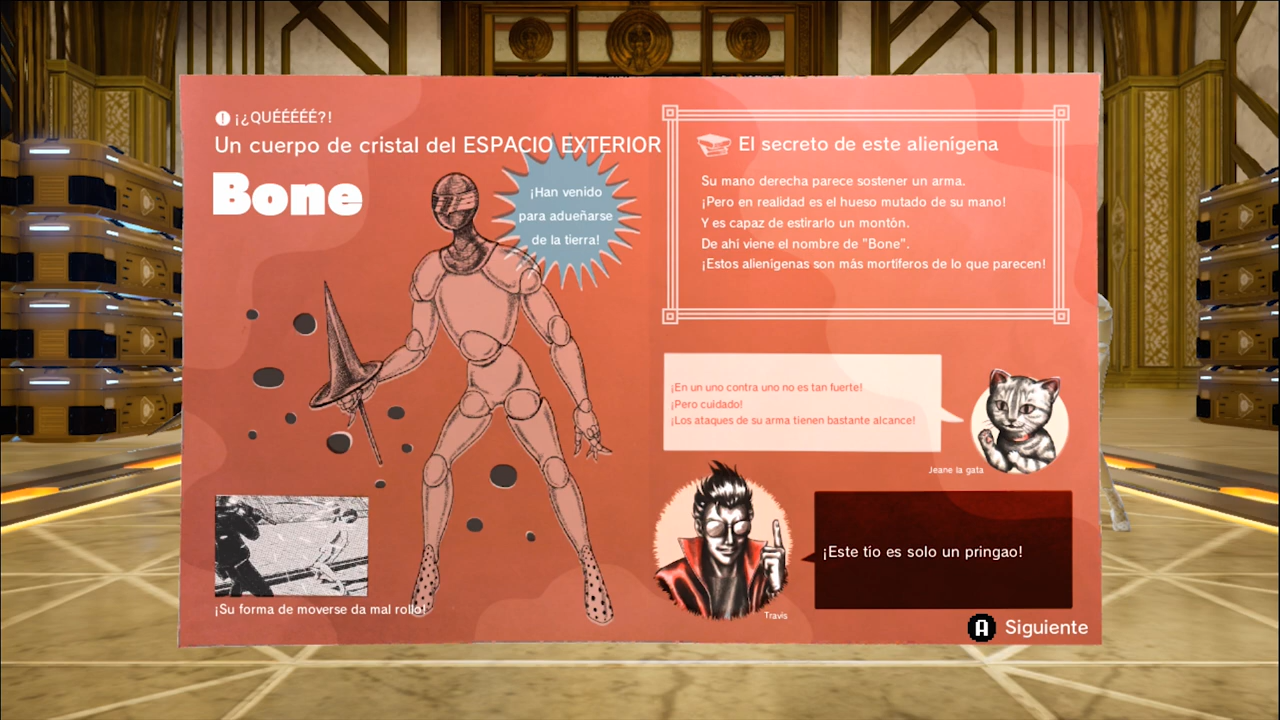 ¡¿QUÉÉÉÉÉ?!
Un cuerpo de cristal del ESPACIO EXTERIOR
Bone
¡Han venido
para adueñarse
de la tierra!
¡Su forma de moverse da mal rollo!
El secreto de este alienígena
Su mano derecha parece sostener un arma.
¡Pero en realidad es el hueso mutado de su mano!
Y es capaz de estirarlo un montón.
De ahí viene el nombre de "Bone".
¡Estos alienígenas son más mortíferos de lo que parecen!
¡En un uno contra uno no es tan fuerte!
¡Pero cuidado!
¡Los ataques de su arma tienen bastante alcance!
Jeane la gata
¡Este tío es solo un pringao!
Travis
A Siguiente